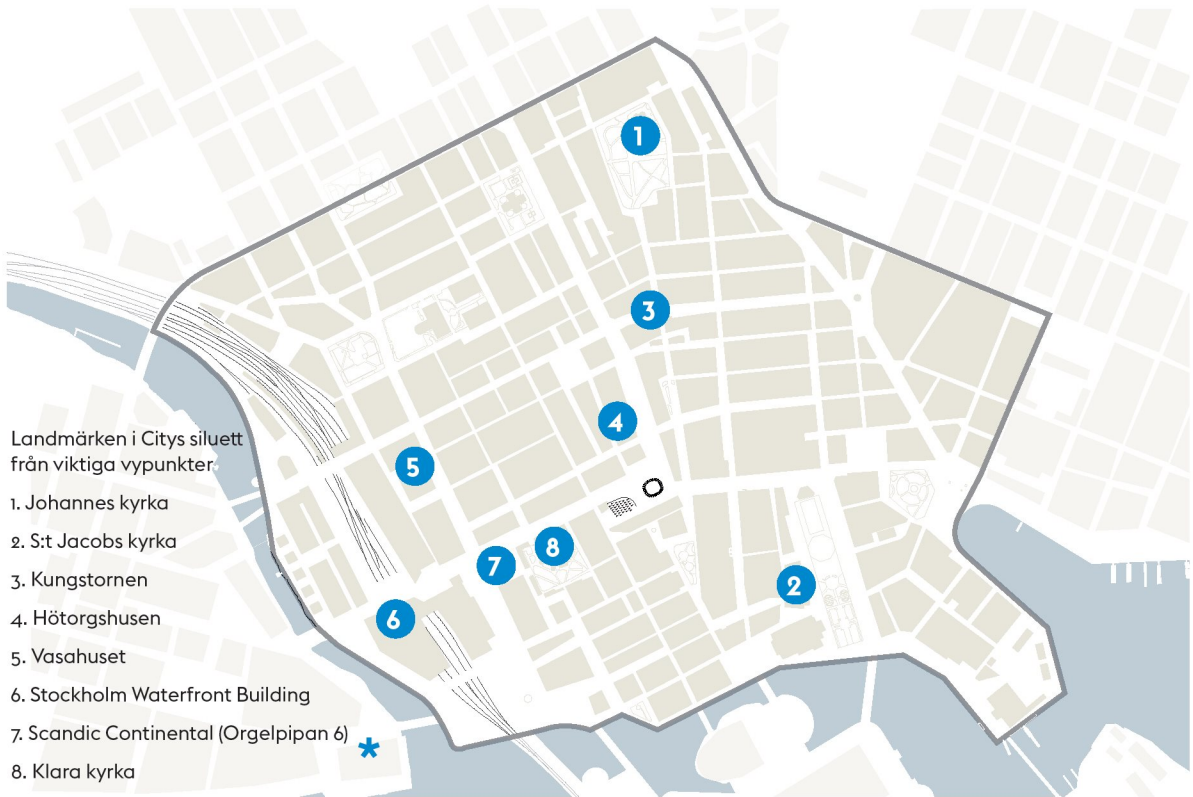 1
3
4
5
8
7
2
6
Landmärken i Citys siluett
från viktiga vypunkter
1. Johannes kyrka
2. S:t Jacobs kyrka
3. Kungstornen
4. Hötorgshusen
5. Vasahuset
6. Stockholm Waterfront Building
7. Scandic Continental (Orgelpipan 6)
*
8. Klara kyrka